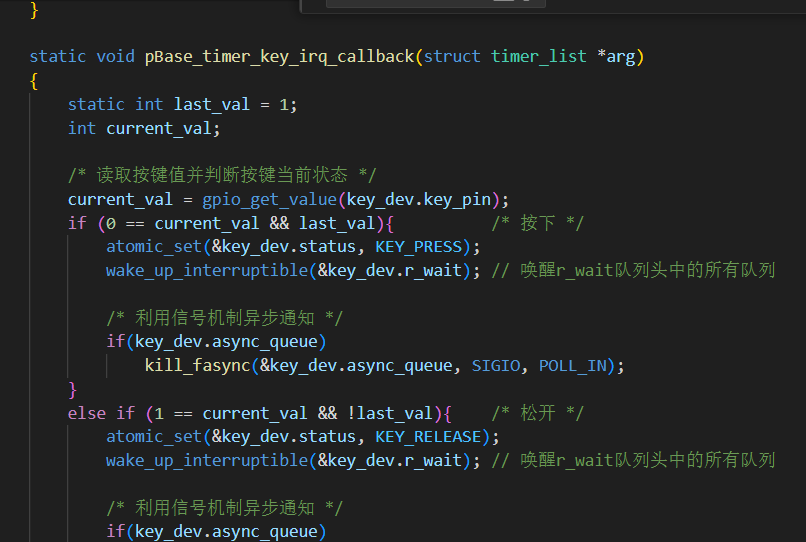 }
static void pBase_timer_key_irq_callback(struct timer_list *arg)
{
    static int last_val = 1;
    int current_val;
    /* 读取按键值并判断按键当前状态 */
    current_val = gpio_get_value(key_dev.key_pin);
    if (0 == current_val && last_val){          /* 按下 */
        atomic_set(&key_dev.status, KEY_PRESS);
        wake_up_interruptible(&key_dev.r_wait); // 唤醒r_wait队列头中的所有队列
        /* 利用信号机制异步通知 */
        if(key_dev.async_queue)
            kill_fasync(&key_dev.async_queue, SIGIO, POLL_IN);
    }
    else if (1 == current_val && !last_val){    /* 松开 */
        atomic_set(&key_dev.status, KEY_RELEASE);
        wake_up_interruptible(&key_dev.r_wait); // 唤醒r_wait队列头中的所有队列
        /* 利用信号机制异步通知 */
        if(key_dev.async_queue)